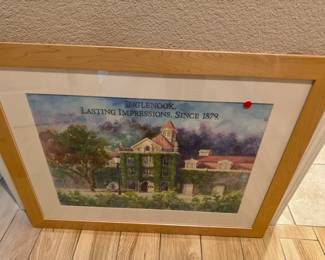 INGLENOOK.
LASTING IMPRESSIONS. SINCE 1879.